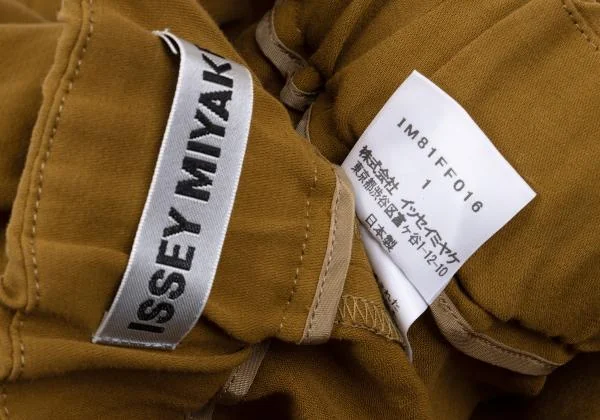 ISSEY MIYAK
IM81FF016
1
株式会社 イッセイミヤケ
東京都渋谷区富ヶ谷1-12-10
日本製